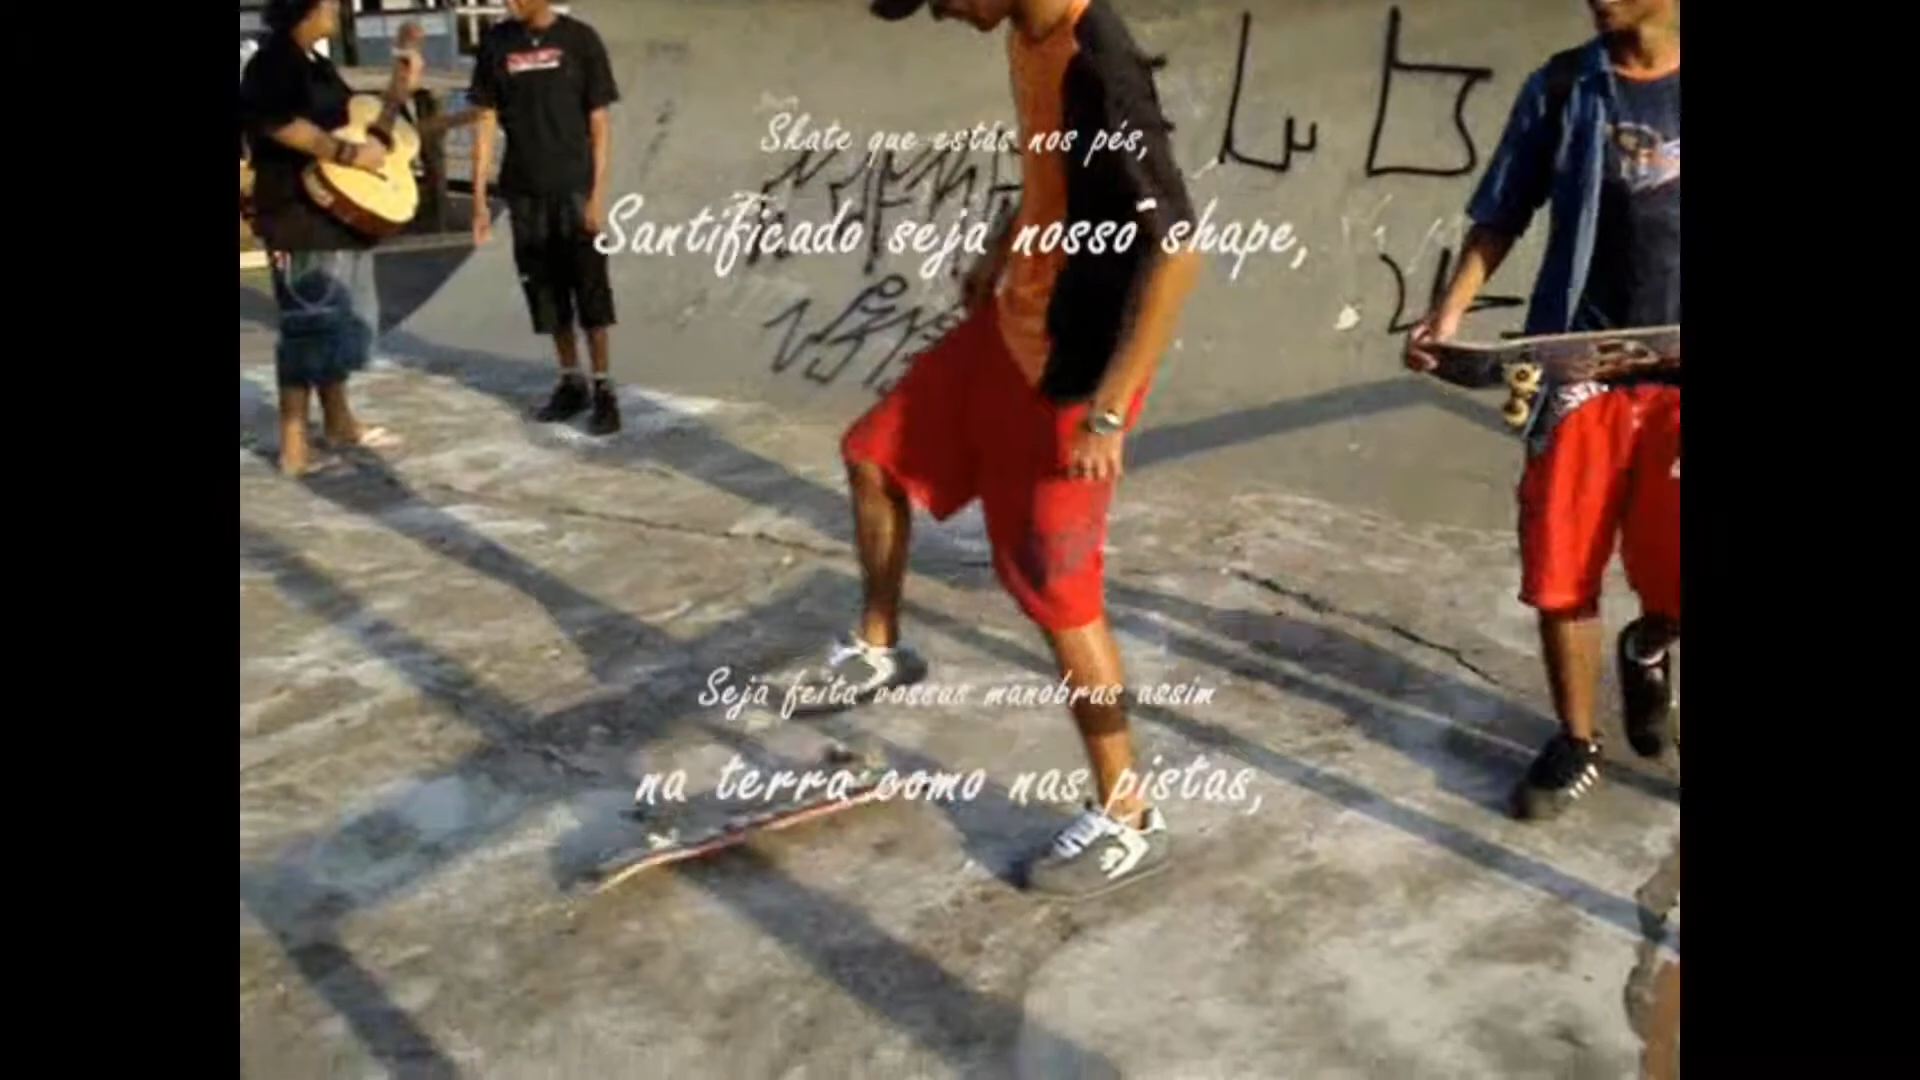 Skate que estás nos pés,
Santificado seja nosso shape,
Seja feita vossas manobras assim
na terra como nas pistas,